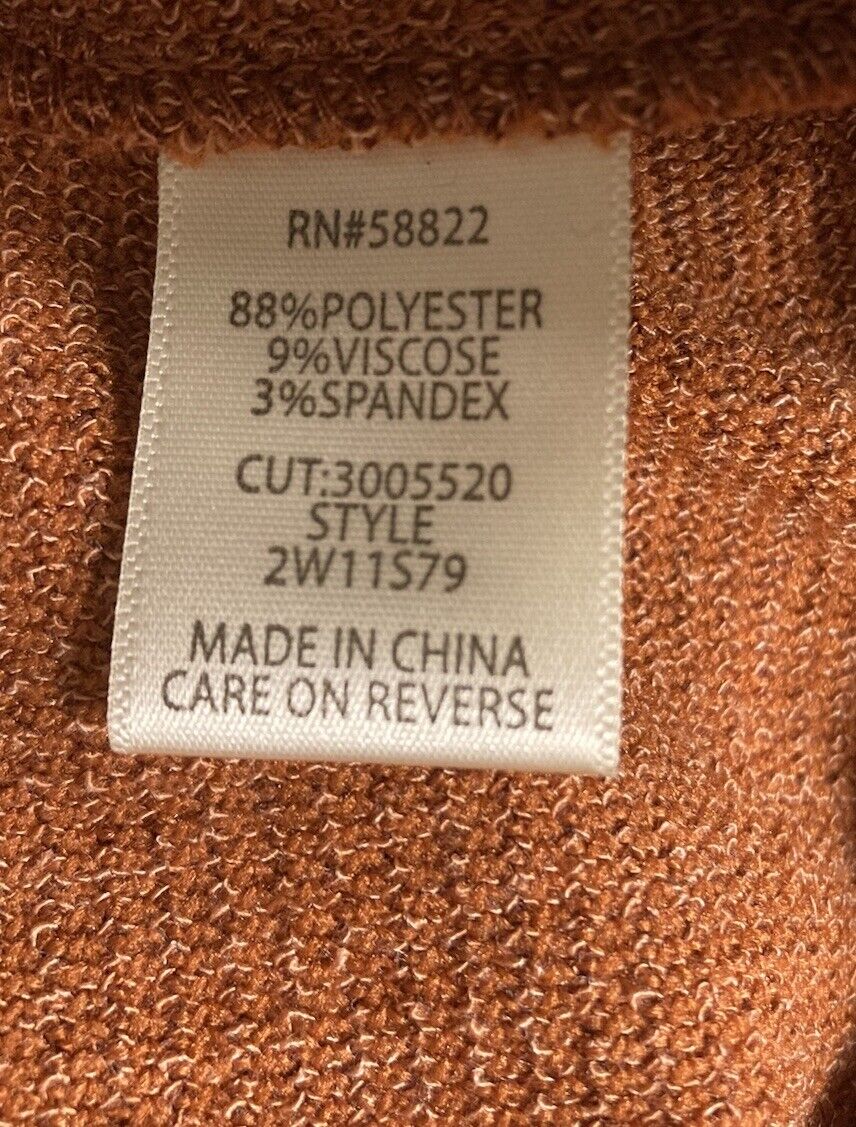 RN#58822
88%POLYESTER
9%VISCOSE
3%SPANDEX
CUT:3005520
STYLE
2W11S79
MADE IN CHINA
CARE ON REVERSE